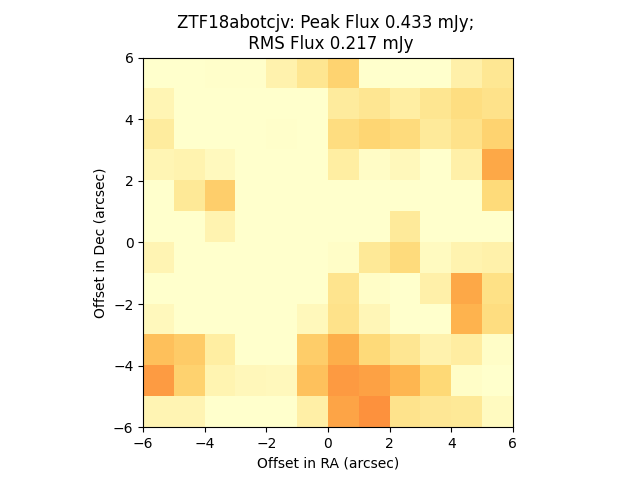 ZTF18abotcjv: Peak Flux 0.433 mJy;
RMS Flux 0.217 mJy
6
4
2
0
−2
−4
−6
Offset in Dec (arcsec)
−6 −4 −2 0 2 4 6
Offset in RA (arcsec)